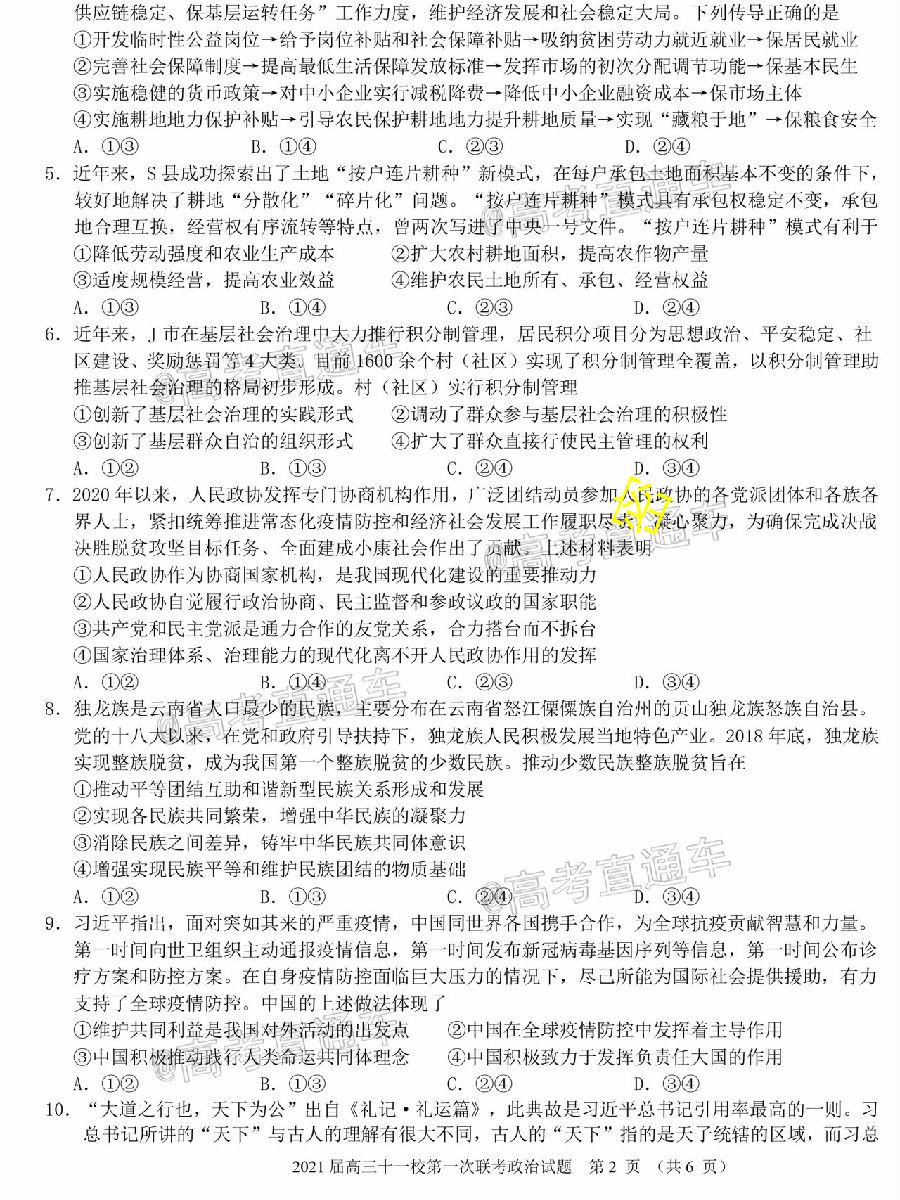 供应链稳定、保基层运转任务”工作力度，维护经济发展和社会稳定大局。下列传导正确的是
①开发临时性公益岗位→给予岗位补贴和社会保障补贴→吸纳贫困劳动力就近就业→保居民就业
②完善社会保障制度→提高最低生活保障发放标准→发挥市场的初次分配调节功能→保基本民生
③实施稳健的货币政策→对中小企业实行减税降费→降低中小企业融资成本→保市场主体
④实施耕地地力保护补贴→引导农民保护耕地地力提升耕地质量→实现“藏粮于地”→保粮食安全
A．①③ B．①④ C．②③ D．②④
5．近年来，S 县成功探索出了土地“按户连片耕种”新模式，在每户承包土地面积基本不变的条件下，
较好地解决了耕地“分散化”“碎片化”问题。“按户连片耕种”模式具有承包权稳定不变，承包
地合理互换，经营权有序流转等特点，曾两次写进了中央一号文件。“按户连片耕种”模式有利于
①降低劳动强度和农业生产成本 ②扩大农村耕地面积，提高农作物产量
③适度规模经营，提高农业效益 ④维护农民土地所有、承包、经营权益
A．①③ B．①④ C．②③ D．②④
6．近年来，J 市在基层社会治理中大力推行积分制管理，居民积分项目分为思想政治、平安稳定、社
区建设、奖励惩罚等 4 大类。目前 1600 余个村（社区）实现了积分制管理全覆盖，以积分制管理助
推基层社会治理的格局初步形成。村（社区）实行积分制管理
①创新了基层社会治理的实践形式 ②调动了群众参与基层社会治理的积极性
③创新了基层群众自治的组织形式 ④扩大了群众直接行使民主管理的权利
A．①② B．①③ C．②④ D．③④
7．2020 年以来，人民政协发挥专门协商机构作用，广泛团结动员参加人民政协的各党派团体和各族各
界人士，紧扣统筹推进常态化疫情防控和经济社会发展工作履职尽责、凝心聚力，为确保完成决战
决胜脱贫攻坚目标任务、全面建成小康社会作出了贡献。上述材料表明
①人民政协作为协商国家机构，是我国现代化建设的重要推动力
②人民政协自觉履行政治协商、民主监督和参政议政的国家职能
③共产党和民主党派是通力合作的友党关系，合力搭台而不拆台
④国家治理体系、治理能力的现代化离不开人民政协作用的发挥
A．①② B．①④ C．②③ D．③④
8．独龙族是云南省人口最少的民族，主要分布在云南省怒江傈僳族自治州的贡山独龙族怒族自治县。
党的十八大以来，在党和政府引导扶持下，独龙族人民积极发展当地特色产业。2018 年底，独龙族
实现整族脱贫，成为我国第一个整族脱贫的少数民族。推动少数民族整族脱贫旨在
①推动平等团结互助和谐新型民族关系形成和发展
②实现各民族共同繁荣，增强中华民族的凝聚力
③消除民族之间差异，铸牢中华民族共同体意识
④增强实现民族平等和维护民族团结的物质基础
A．①② B．①③ C．②④ D．③④
9．习近平指出，面对突如其来的严重疫情，中国同世界各国携手合作，为全球抗疫贡献智慧和力量。
第一时间向世卫组织主动通报疫情信息，第一时间发布新冠病毒基因序列等信息，第一时间公布诊
疗方案和防控方案。在自身疫情防控面临巨大压力的情况下，尽己所能为国际社会提供援助，有力
支持了全球疫情防控。中国的上述做法体现了
①维护共同利益是我国对外活动的出发点 ②中国在全球疫情防控中发挥着主导作用
③中国积极推动践行人类命运共同体理念 ④中国积极致力于发挥负责任大国的作用
A．①② B．①③ C．②④ D．③④
10．“大道之行也，天下为公”出自《礼记·礼运篇》，此典故是习近平总书记引用率最高的一则。习
总书记所讲的“天下”与古人的理解有很大不同，古人的“天下”指的是天子统辖的区域，而习总
2021 届高三十一校第一次联考政治试题 第 2 页 （共 6 页）
@高考直通车
@高考直通车
@高考直通车
@高考直通车
@高考直通车
@高考直通车